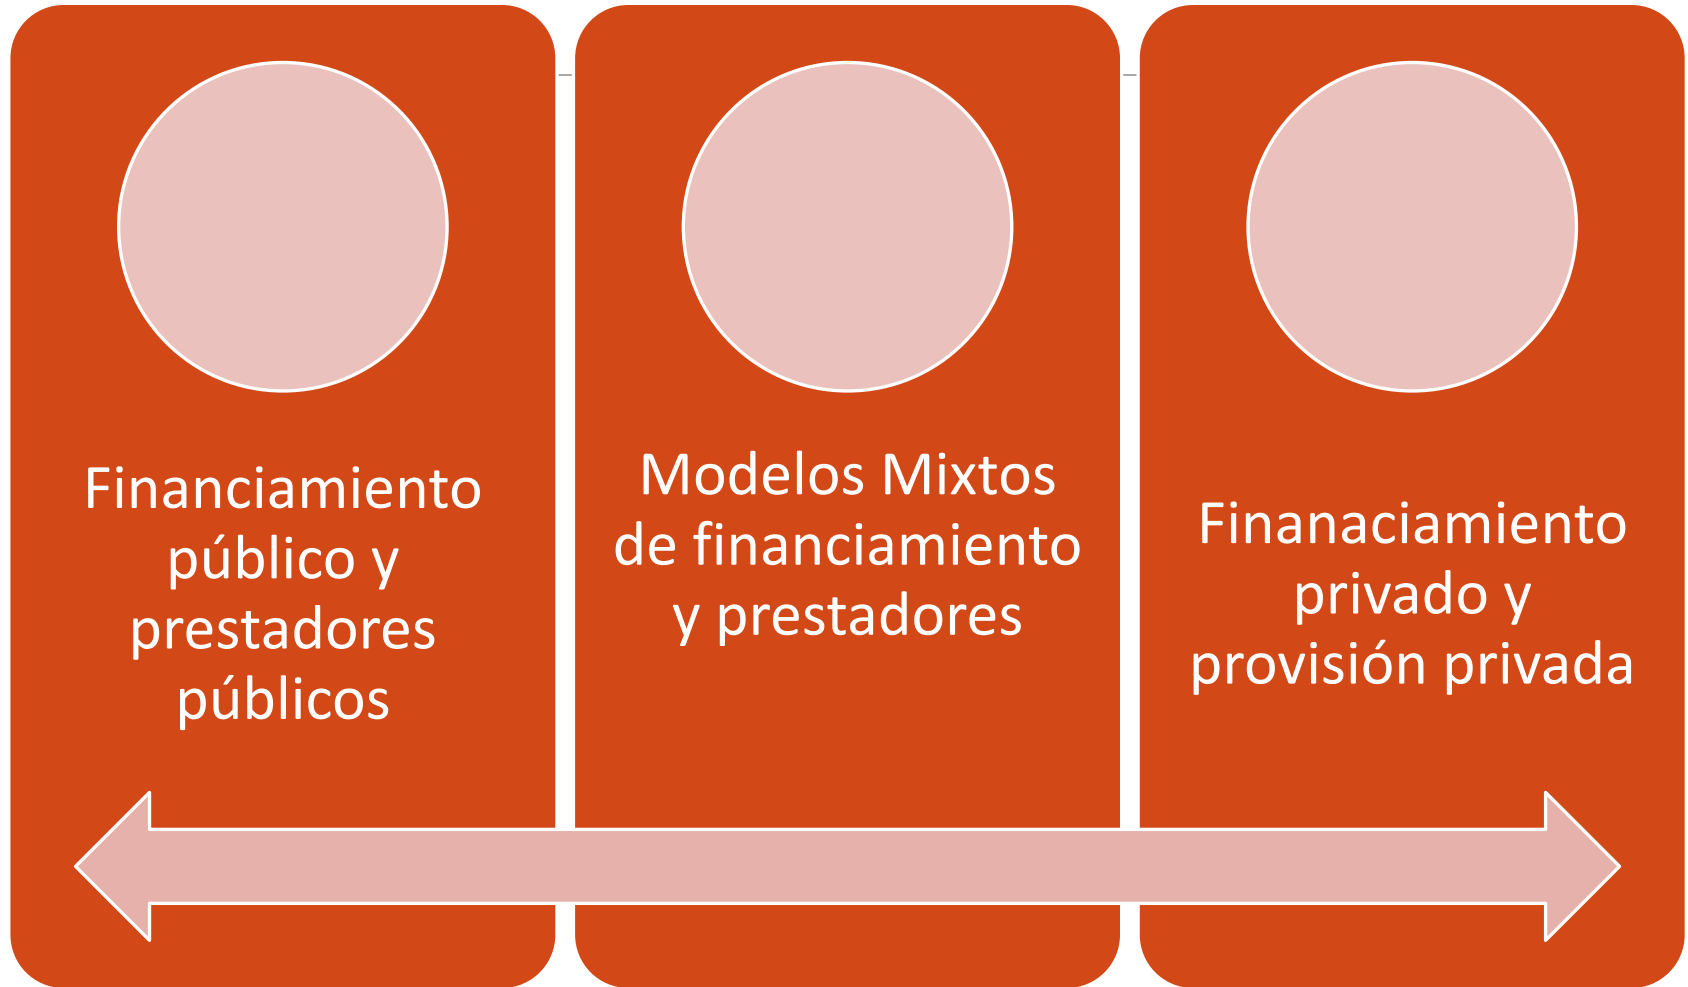 Financiamiento
público y
prestadores
públicos
Modelos Mixtos
de financiamiento
y prestadores
Finanaciamiento
privado y
provisión privada